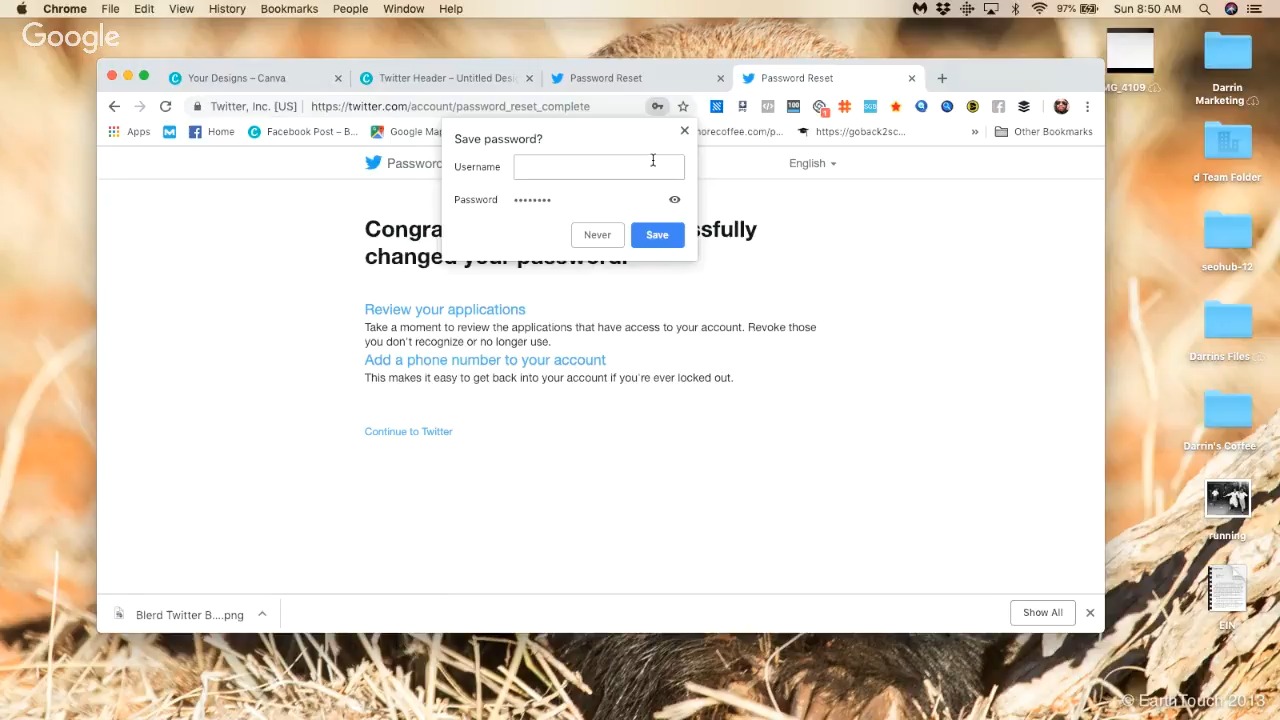 Chrome File Edit View History Bookmarks People Window Help 97% Sun 8:50 AM
Google
Your Designs – Canva
Twitter Header – Untitled Desi
Password Reset
Password Reset
Twitter, Inc. [US] https://twitter.com/account/password_reset_complete
Apps Home Facebook Post – B... Google Map norecoffee.com/p... https://goback2sc... » Other Bookmarks
Password
English
Save password?
Username
Password ••••••••
Never Save
Congra sfully
changed your password!
Review your applications
Take a moment to review the applications that have access to your account. Revoke those
you don't recognize or no longer use.
Add a phone number to your account
This makes it easy to get back into your account if you're ever locked out.
Continue to Twitter
Blerd Twitter B....png
Show All
MG_4109
Darrin
Marketing
d Team Folder
seohub-12
Darrins Files
Darrin's Coffee
running
EIN
© EarthTouch 2013